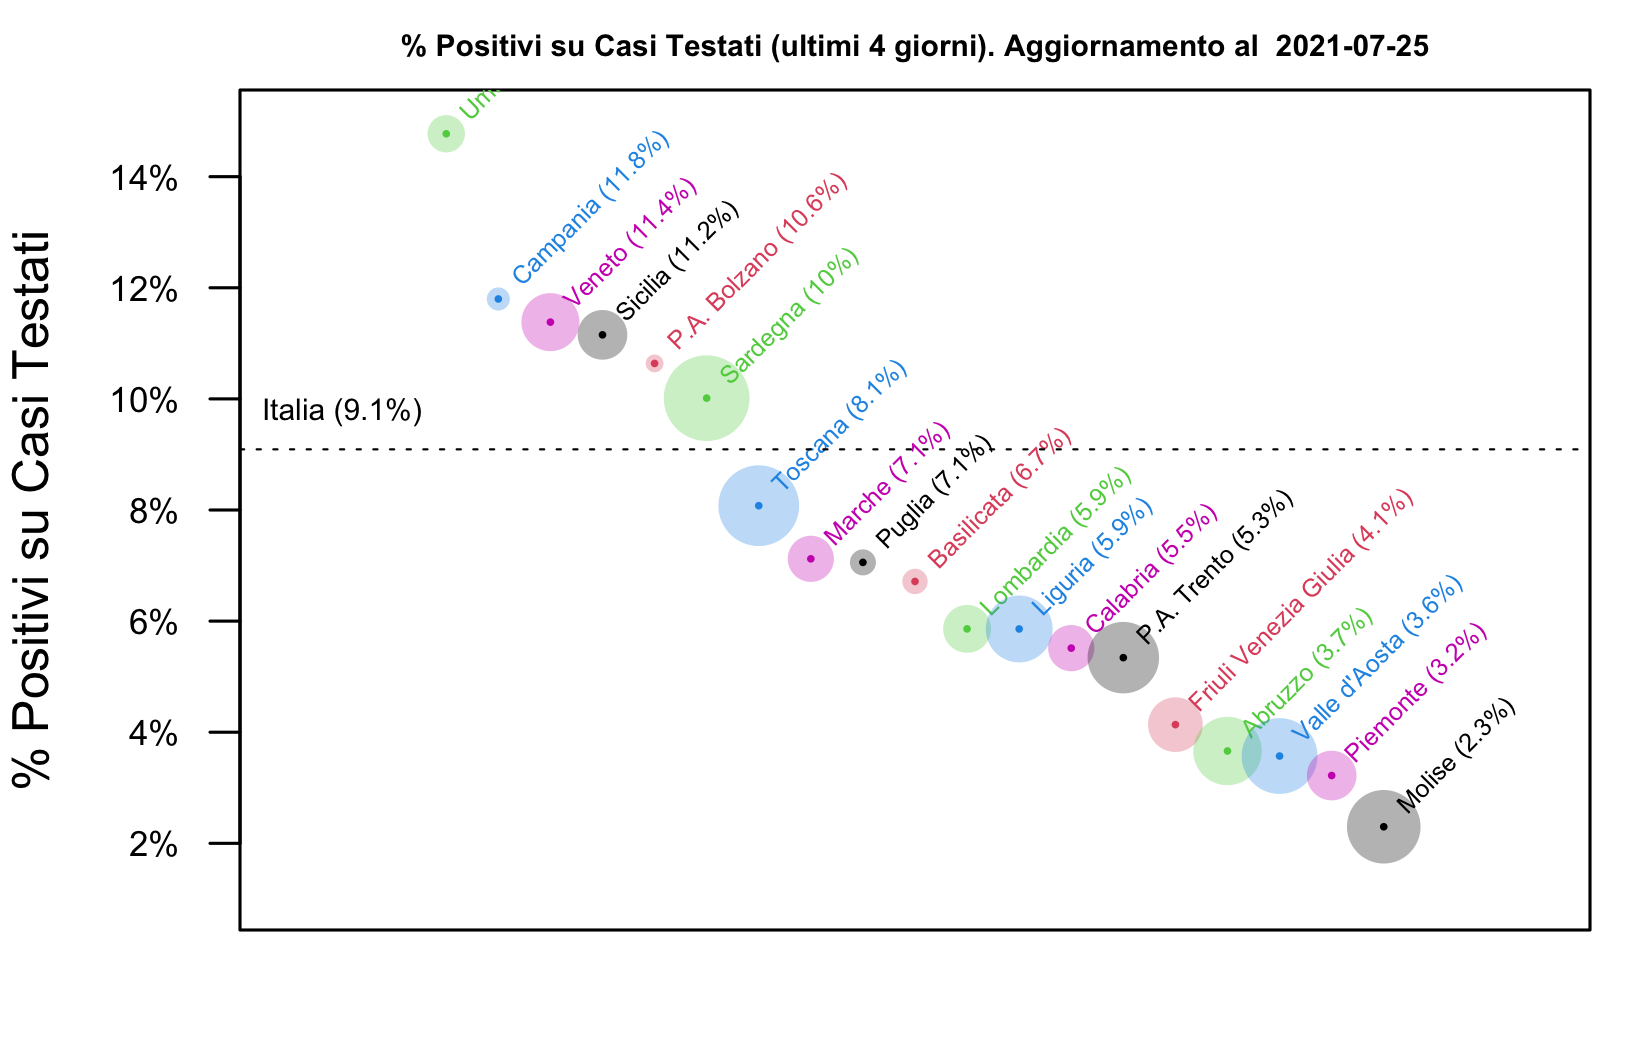 % Positivi su Casi Testati (ultimi 4 giorni). Aggiornamento al 2021-07-25
% Positivi su Casi Testati
14%
12%
10%
8%
6%
4%
2%
Italia (9.1%)
Campania (11.8%)
Veneto (11.4%)
Sicilia (11.2%)
P.A. Bolzano (10.6%)
Sardegna (10%)
Toscana (8.1%)
Marche (7.1%)
Puglia (7.1%)
Basilicata (6.7%)
Lombardia (5.9%)
Liguria (5.9%)
Calabria (5.5%)
P.A. Trento (5.3%)
Friuli Venezia Giulia (4.1%)
Abruzzo (3.7%)
Valle d'Aosta (3.6%)
Piemonte (3.2%)
Molise (2.3%)